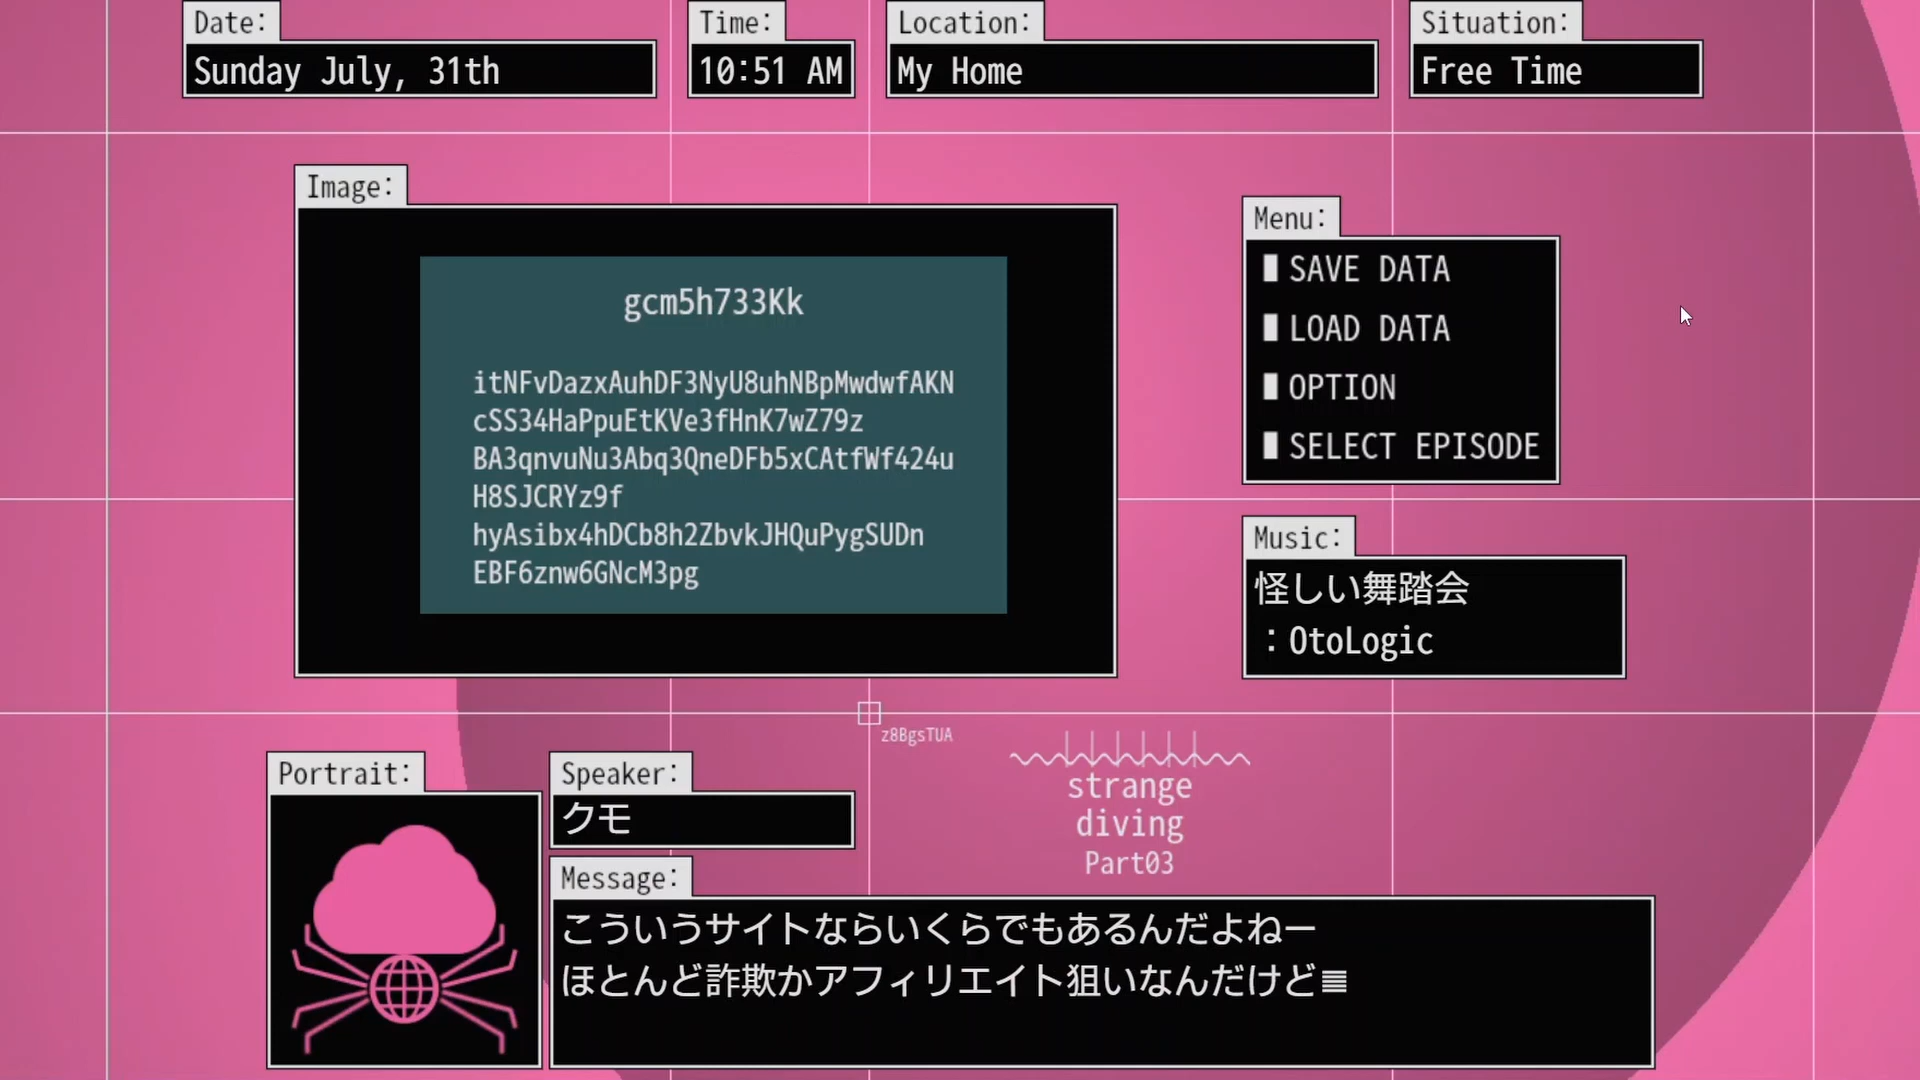 Date:
Sunday July, 31th
Time:
10:51 AM
Location:
My Home
Situation:
Free Time
Image:
gcm5h733Kk
itNFvDazxAuhDF3NyU8uhNBpMwdwfAKN
cSS34HaPpuEtKVe3fHnK7wZ79z
BA3qnvuNu3Abq3QneDFb5xCAtfWf424u
H8SJCRYz9f
hyAsibx4hDCb8h2ZbvkJHQuPygSUDn
EBF6znw6GNcM3pg
Menu:
SAVE DATA
LOAD DATA
OPTION
SELECT EPISODE
Music:
怪しい舞踏会
：OtoLogic
z8BgsTUA
strange
diving
Part03
Portrait:
Speaker:
クモ
Message:
こういうサイトならいくらでもあるんだよねー
ほとんど詐欺かアフィリエイト狙いなんだけど